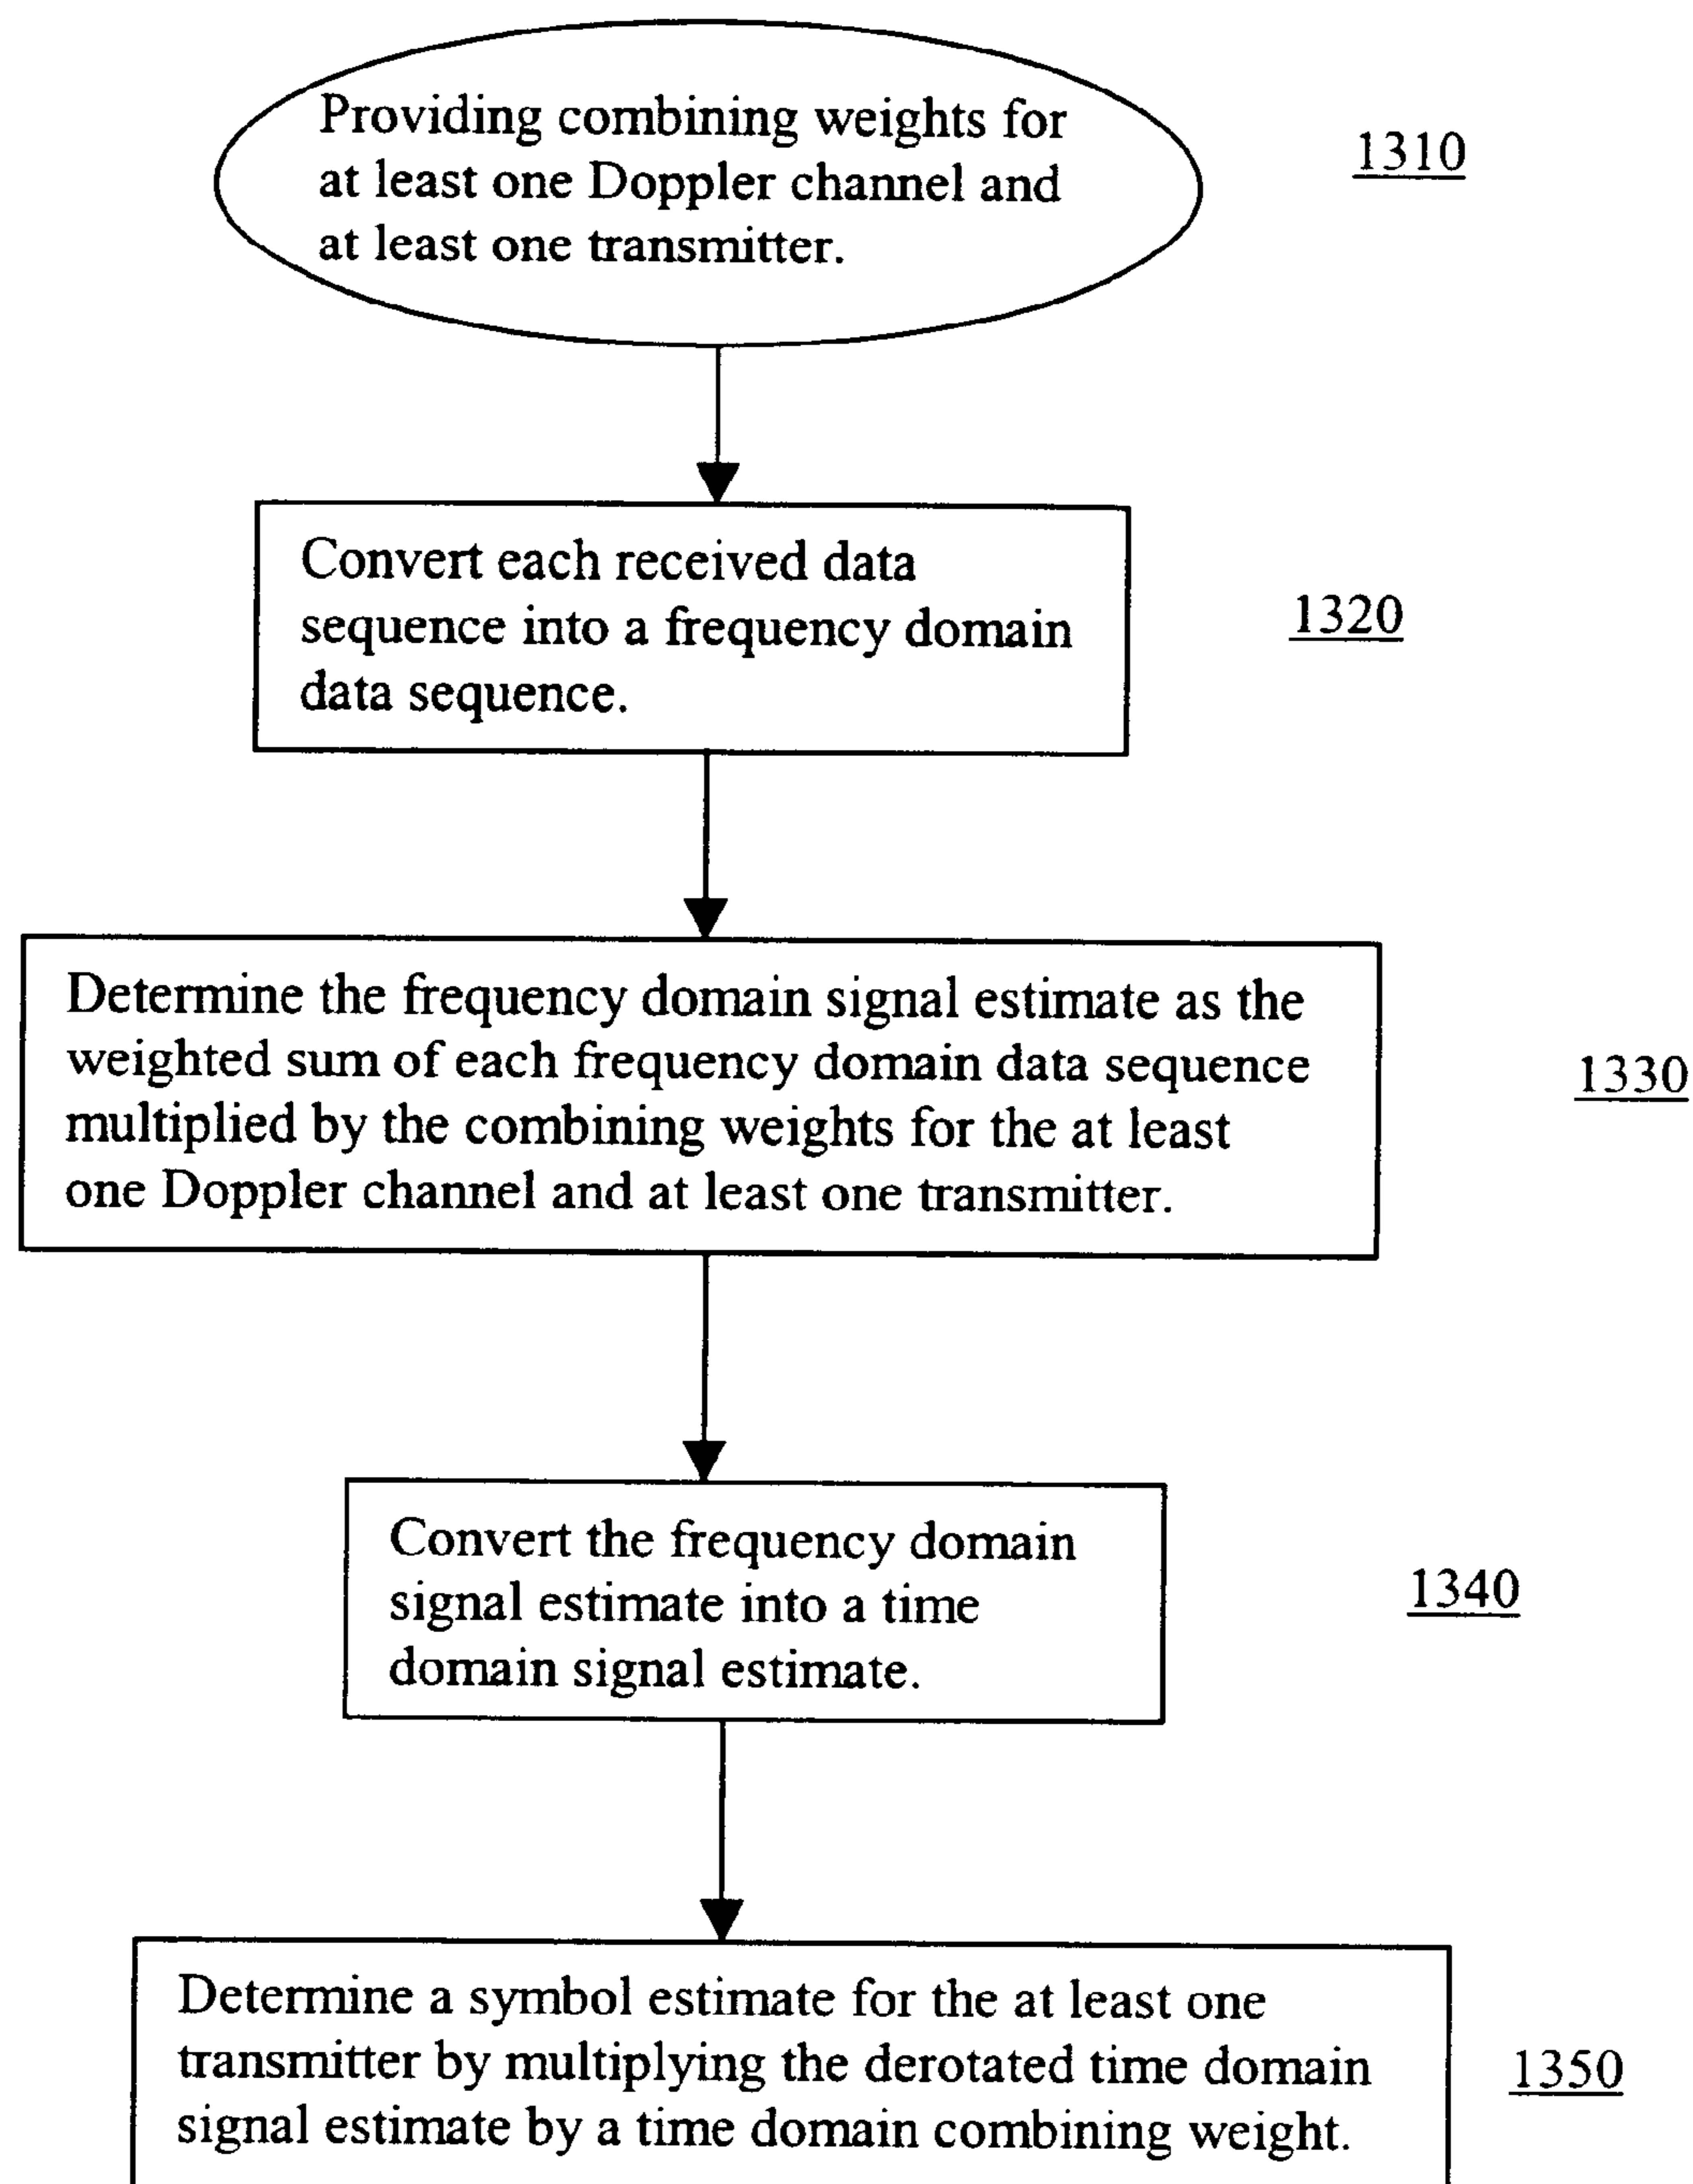 Providing combining weights for
at least one Doppler channel and
at least one transmitter.
1310
Convert each received data
sequence into a frequency domain
data sequence.
1320
Determine the frequency domain signal estimate as the
weighted sum of each frequency domain data sequence
multiplied by the combining weights for the at least
one Doppler channel and at least one transmitter.
1330
Convert the frequency domain
signal estimate into a time
domain signal estimate.
1340
Determine a symbol estimate for the at least one
transmitter by multiplying the derotated time domain
signal estimate by a time domain combining weight.
1350